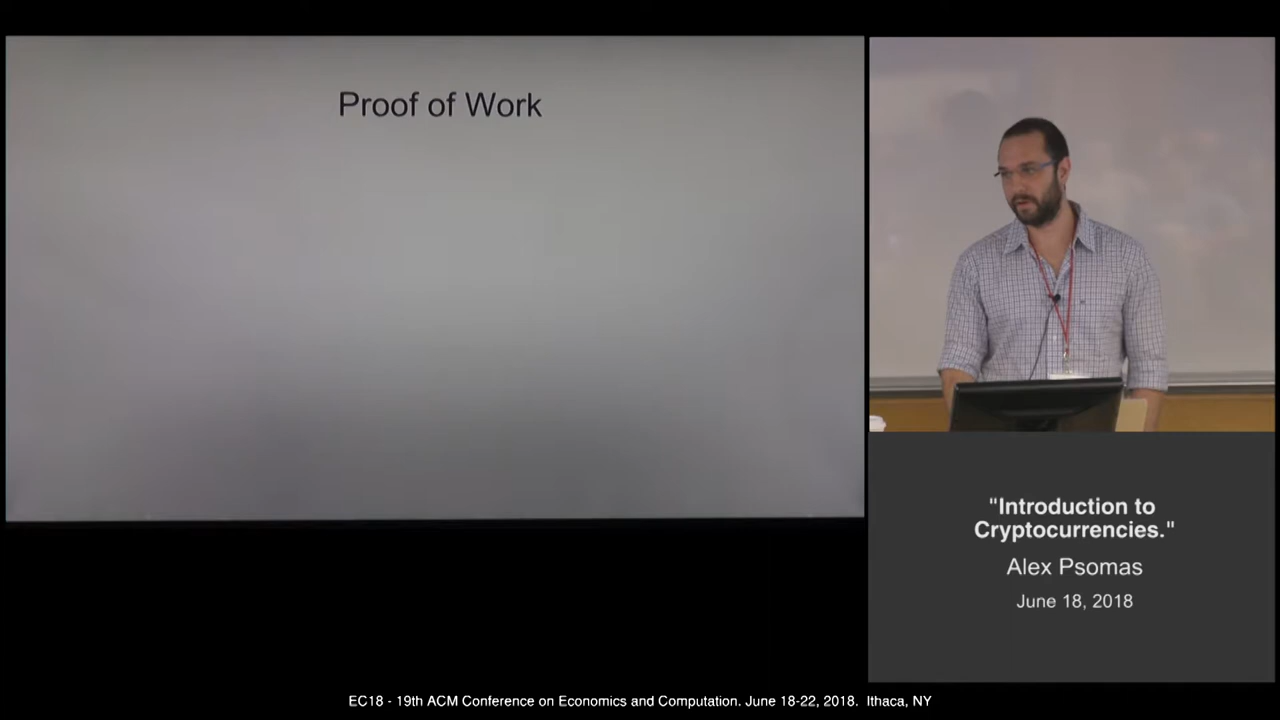 Proof of Work
"Introduction to
Cryptocurrencies."
Alex Psomas
June 18, 2018
EC18 - 19th ACM Conference on Economics and Computation. June 18-22, 2018.  Ithaca, NY